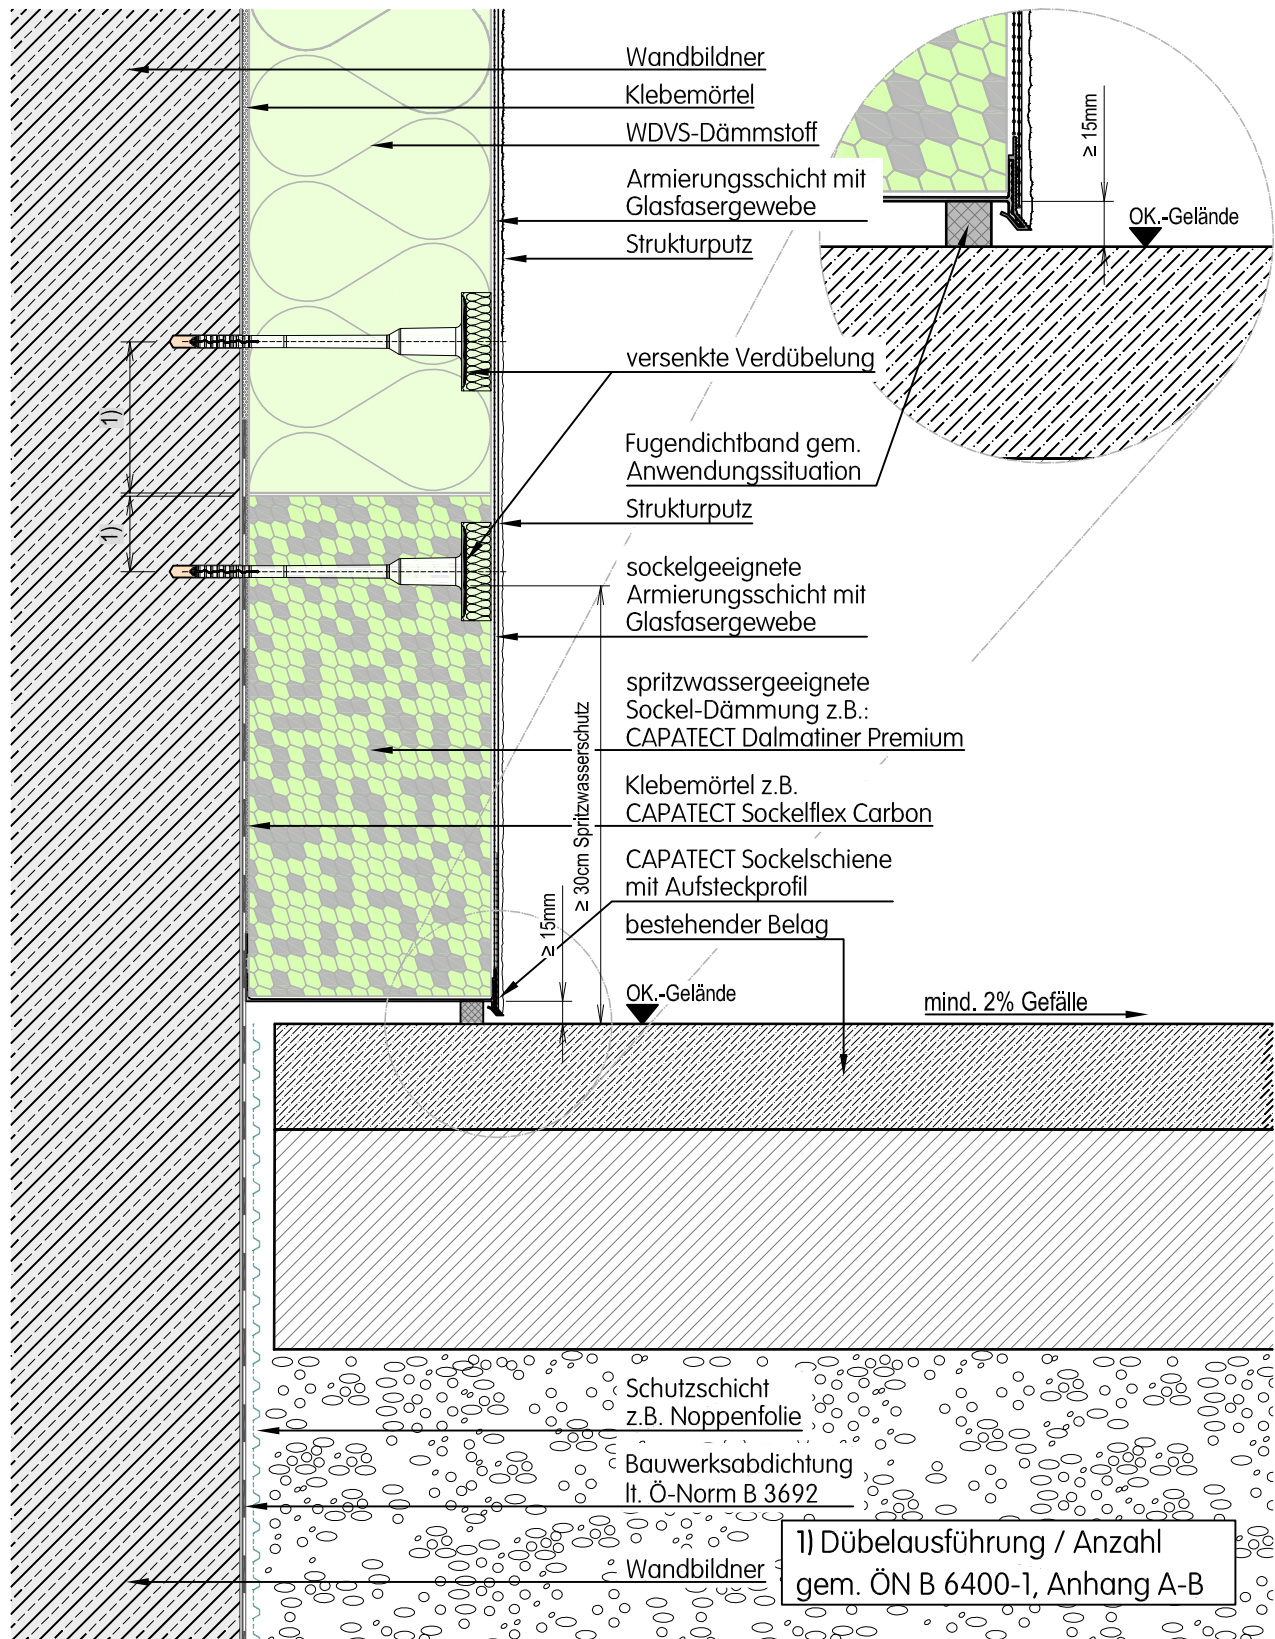 Wandbildner
Klebemörtel
WDVS-Dämmstoff
Armierungsschicht mit
Glasfasergewebe
Strukturputz
≥ 15mm
OK.-Gelände
versenkte Verdübelung
1)
Fugendichtband gem.
Anwendungssituation
Strukturputz
1)
sockelgeeignete
Armierungsschicht mit
Glasfasergewebe
spritzwassergeeignete
Sockel-Dämmung z.B.:
CAPATECT Dalmatiner Premium
≥ 30cm Spritzwasserschutz
Klebemörtel z.B.
CAPATECT Sockelflex Carbon
CAPATECT Sockelschiene
mit Aufsteckprofil
≥ 15mm
bestehender Belag
OK.-Gelände
mind. 2% Gefälle
Schutzschicht
z.B. Noppenfolie
Bauwerksabdichtung
lt. Ö-Norm B 3692
Wandbildner
1) Dübelausführung / Anzahl
gem. ÖN B 6400-1, Anhang A-B